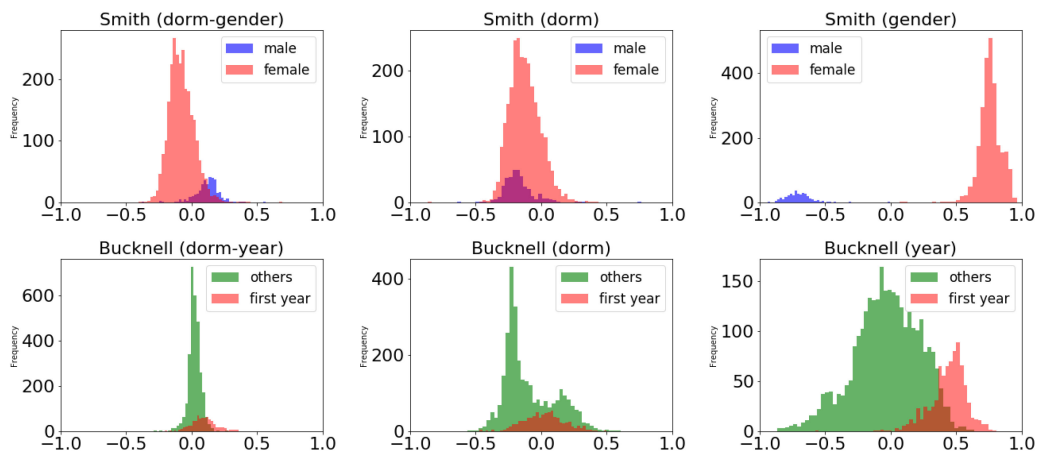 Smith (dorm-gender)
male
female
Frequency
200
100
0
−1.0 −0.5 0.0 0.5 1.0
Smith (dorm)
male
female
Frequency
200
100
0
−1.0 −0.5 0.0 0.5 1.0
Smith (gender)
male
female
Frequency
400
200
0
−1.0 −0.5 0.0 0.5 1.0
Bucknell (dorm-year)
others
first year
Frequency
600
400
200
0
−1.0 −0.5 0.0 0.5 1.0
Bucknell (dorm)
others
first year
Frequency
400
200
0
−1.0 −0.5 0.0 0.5 1.0
Bucknell (year)
others
first year
Frequency
150
100
50
0
−1.0 −0.5 0.0 0.5 1.0